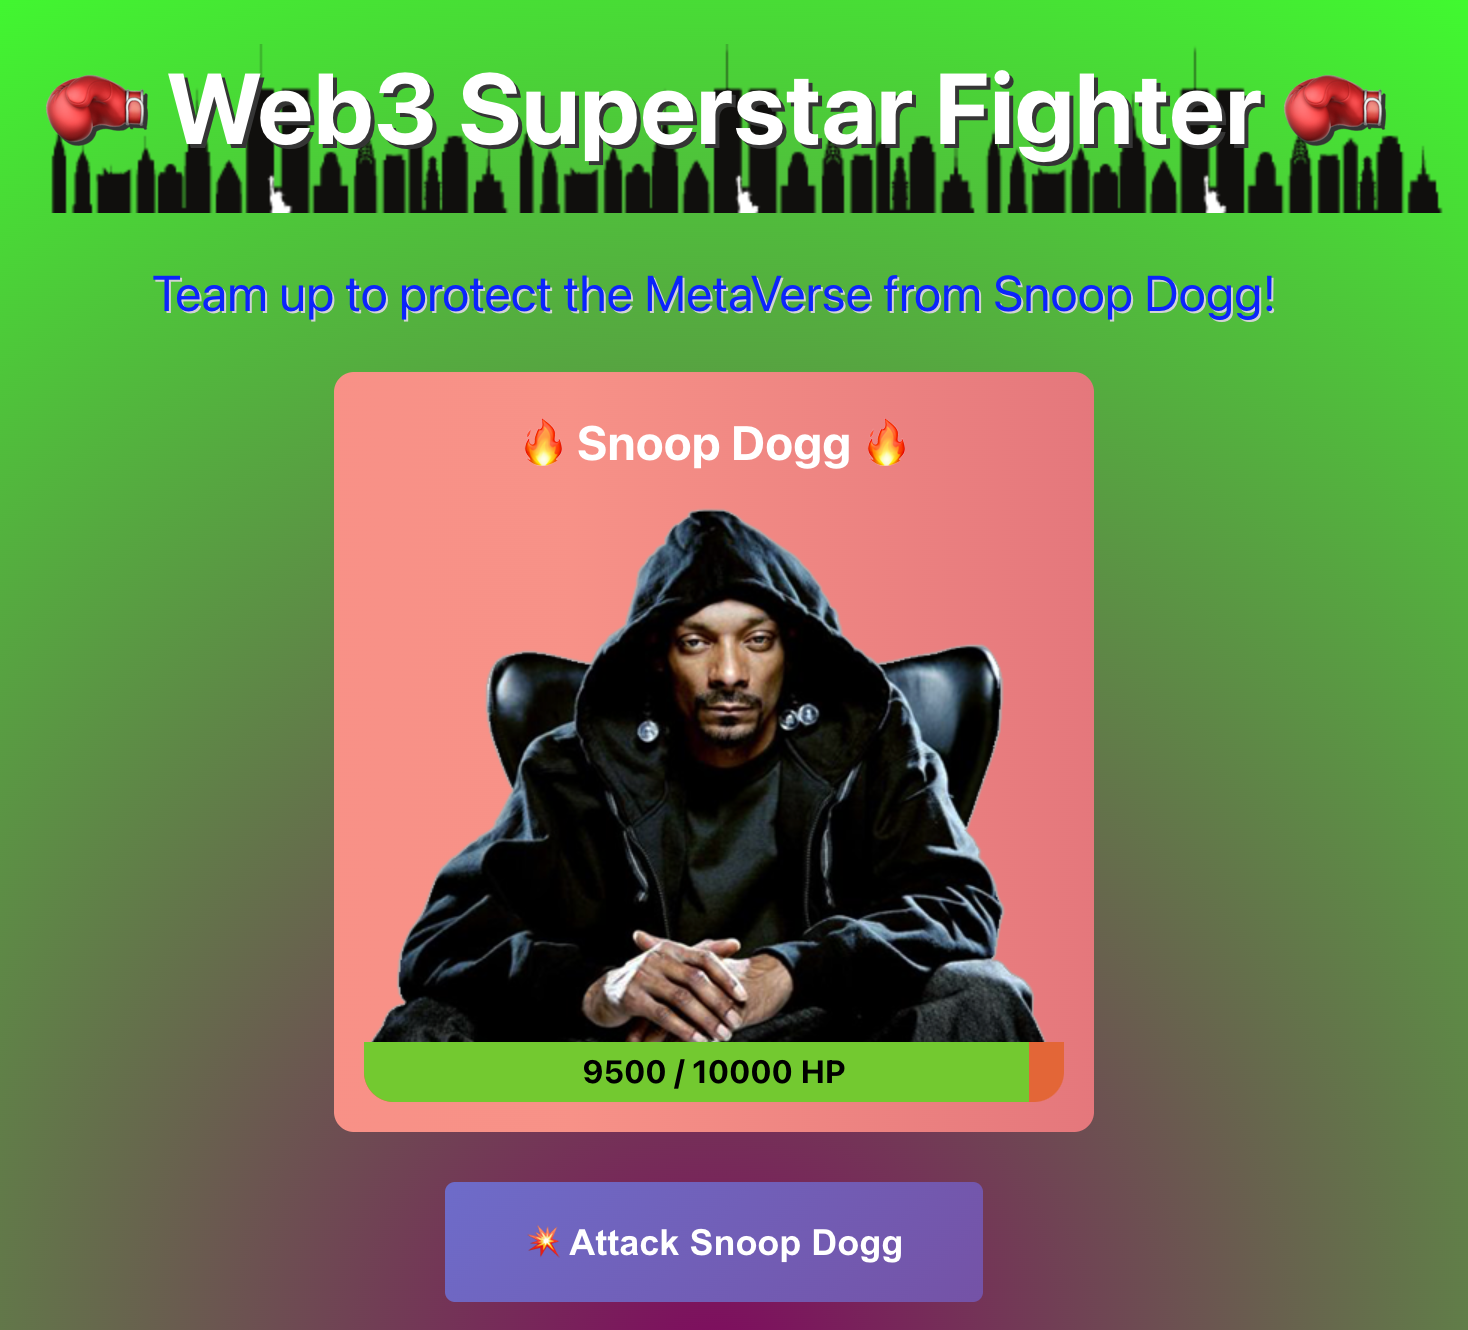 Web3 Superstar Fighter
Team up to protect the MetaVerse from Snoop Dogg!
Snoop Dogg
9500 / 10000 HP
Attack Snoop Dogg